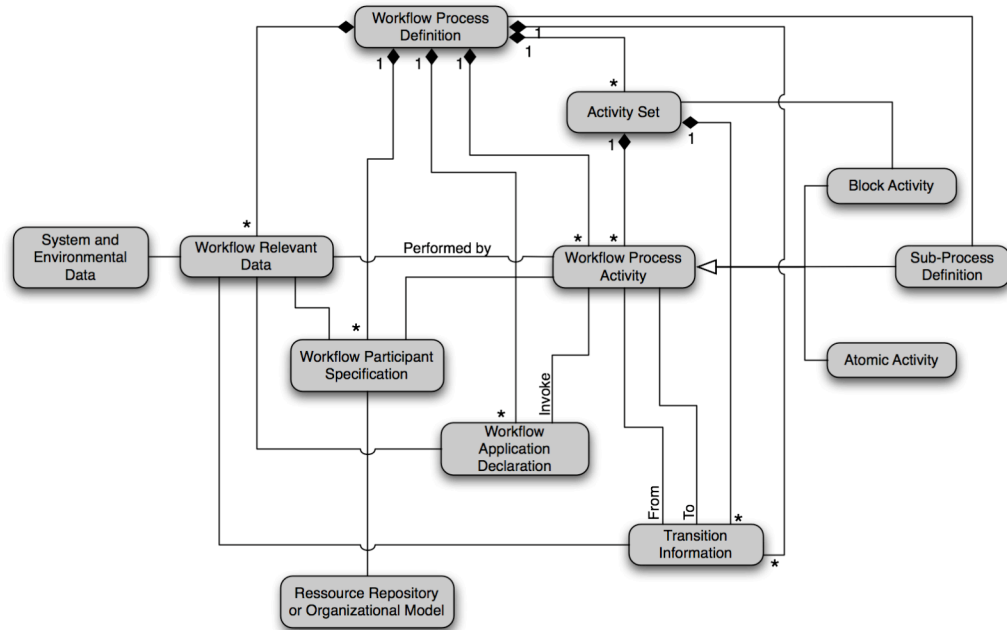 Workflow Process
Definition
1
1
1
1
1
*
Activity Set
1
1
Block Activity
*
*
*
System and
Environmental
Data
Workflow Relevant
Data
Performed by
Workflow Process
Activity
Sub-Process
Definition
*
Workflow Participant
Specification
Atomic Activity
Invoke
*
Workflow
Application
Declaration
From
To
*
Transition
Information
*
Ressource Repository
or Organizational Model